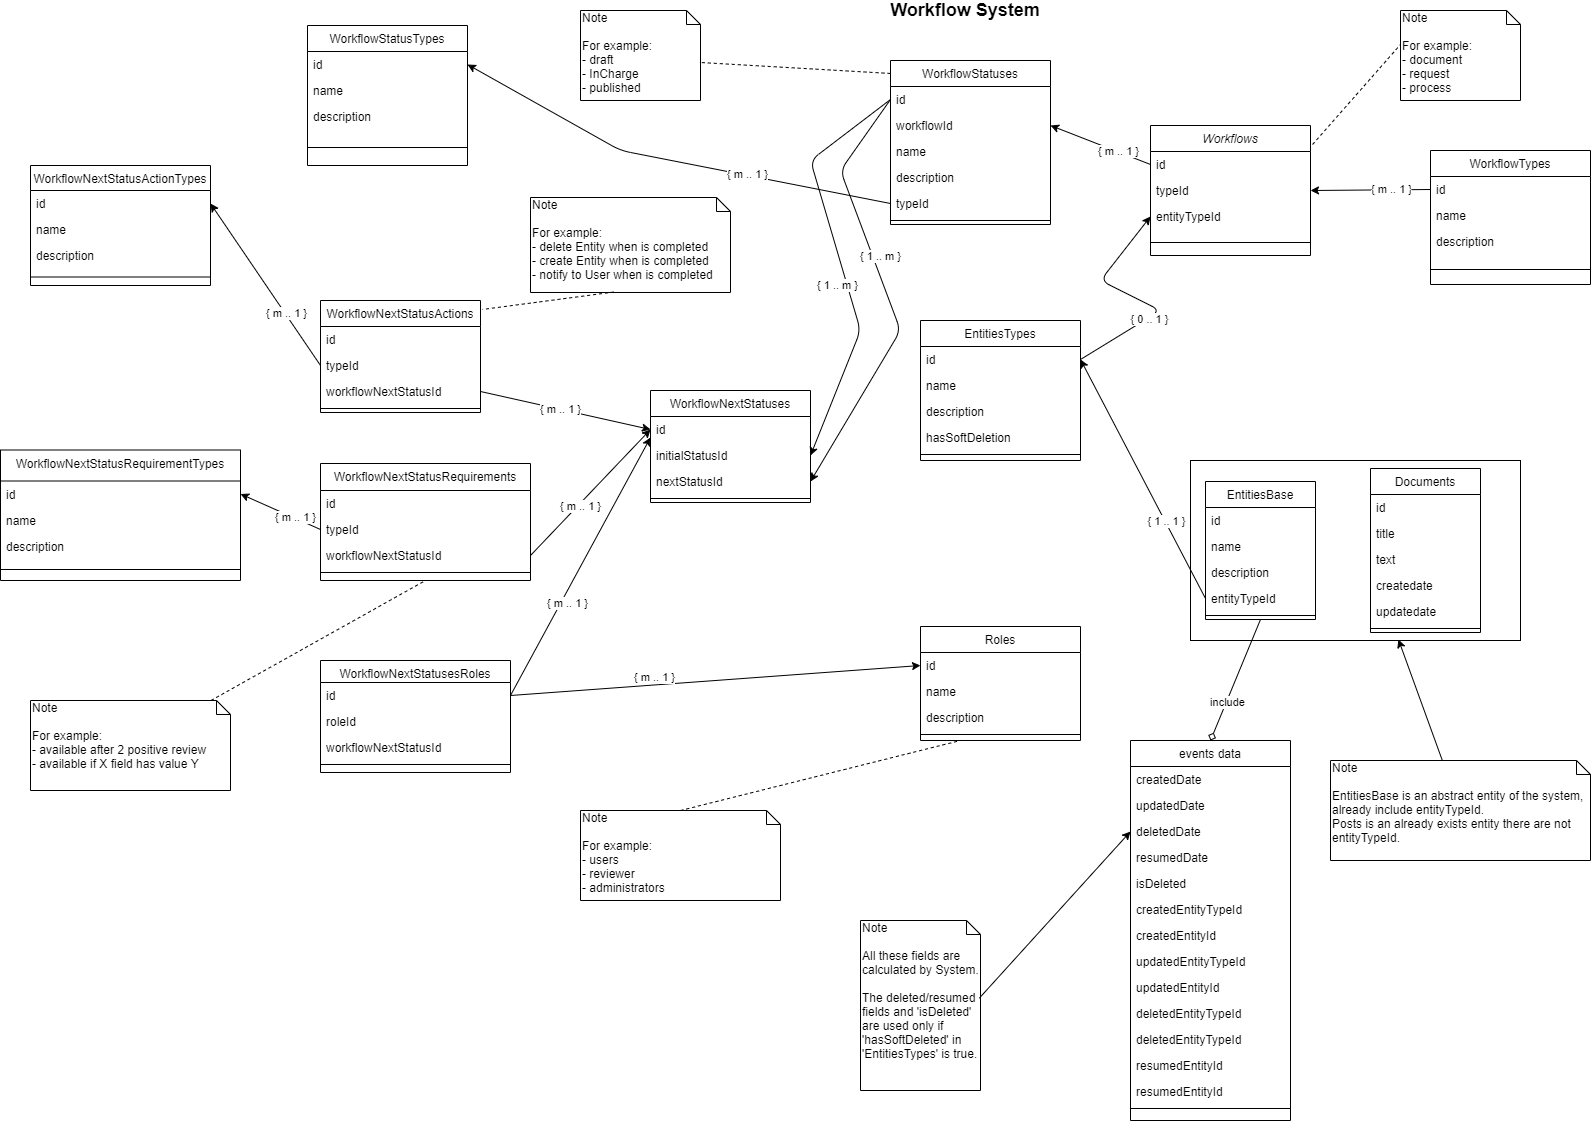 Workflow System
WorkflowStatusTypes
id
name
description
Note
For example:
- draft
- InCharge
- published
WorkflowStatuses
id
workflowId
name
description
typeId
Note
For example:
- document
- request
- process
Workflows
id
typeId
entityTypeId
WorkflowTypes
id
name
description
{ m .. 1 }
{ m .. 1 }
{ m .. 1 }
WorkflowNextStatusActionTypes
id
name
description
Note
For example:
- delete Entity when is completed
- create Entity when is completed
- notify to User when is completed
{ 1 .. m }
{ 1 .. m }
{ m .. 1 }
WorkflowNextStatusActions
id
typeId
workflowNextStatusId
{ 0 .. 1 }
EntitiesTypes
id
name
description
hasSoftDeletion
{ m .. 1 }
WorkflowNextStatuses
id
initialStatusId
nextStatusId
WorkflowNextStatusRequirementTypes
id
name
description
{ m .. 1 }
WorkflowNextStatusRequirements
id
typeId
workflowNextStatusId
{ m .. 1 }
{ 1 .. 1 }
EntitiesBase
id
name
description
entityTypeId
Documents
id
title
text
createdate
updatedate
{ m .. 1 }
WorkflowNextStatusesRoles
id
roleId
workflowNextStatusId
{ m .. 1 }
Roles
id
name
description
include
Note
For example:
- available after 2 positive review
- available if X field has value Y
Note
For example:
- users
- reviewer
- administrators
events data
createdDate
updatedDate
deletedDate
resumedDate
isDeleted
createdEntityTypeId
createdEntityId
updatedEntityTypeId
updatedEntityId
deletedEntityTypeId
deletedEntityTypeId
resumedEntityId
resumedEntityId
Note
EntitiesBase is an abstract entity of the system,
already include entityTypeId.
Posts is an already exists entity there are not
entityTypeId.
Note
All these fields are
calculated by System.
The deleted/resumed
fields and 'isDeleted'
are used only if
'hasSoftDeleted' in
'EntitiesTypes' is true.